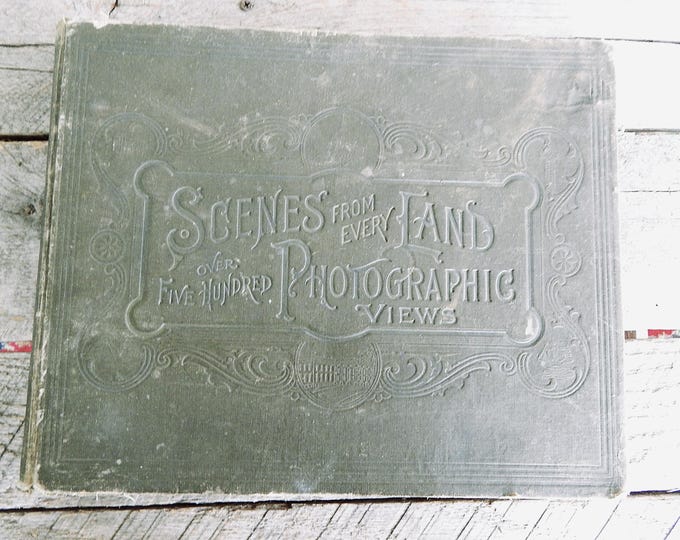 SCENES FROM EVERY LAND
OVER FIVE HUNDRED PHOTOGRAPHIC
VIEWS